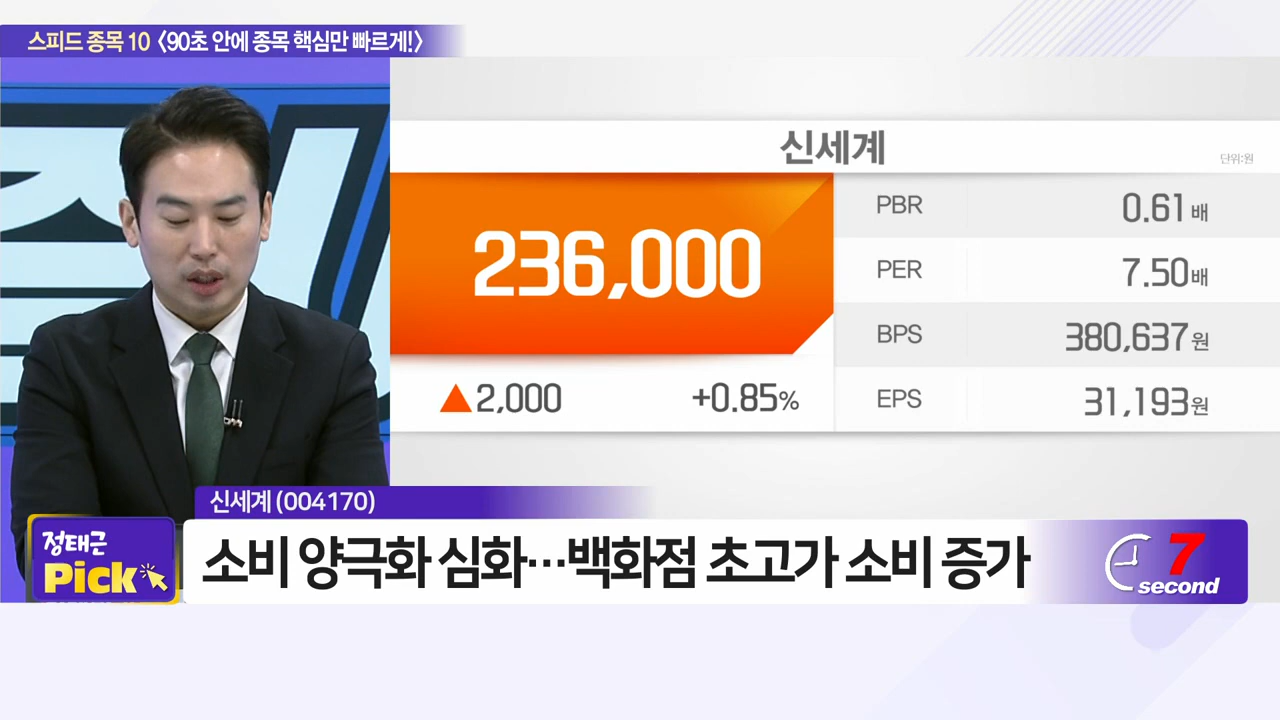 스피드 종목 10 〈90초 안에 종목 핵심만 빠르게!〉
신세계
단위:원
236,000
▲2,000 +0.85%
PBR 0.61배
PER 7.50배
BPS 380,637원
EPS 31,193원
신세계 (004170)
정태근
Pick
소비 양극화 심화…백화점 초고가 소비 증가
7
second